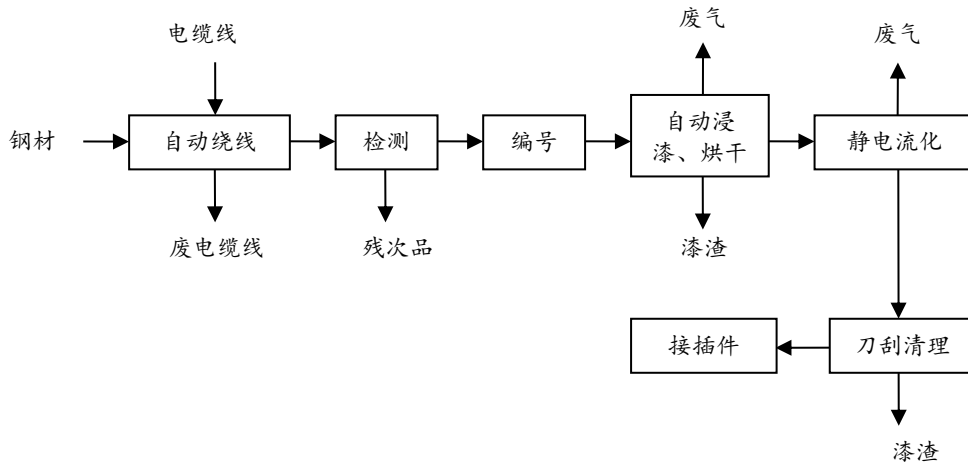 电缆线
废气
废气
钢材
自动绕线
检测
编号
自动浸
漆、烘干
静电流化
废电缆线
残次品
漆渣
接插件
刀刮清理
漆渣